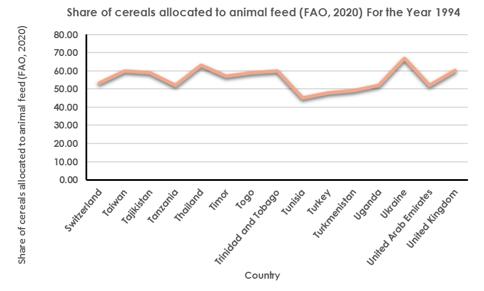 Share of cereals allocated to animal feed (FAO, 2020) For the Year 1994
Share of cereals allocated to animal feed (FAO, 2020)
80.00
70.00
60.00
50.00
40.00
30.00
20.00
10.00
0.00
Switzerland
Taiwan
Tajikistan
Tanzania
Thailand
Timor
Togo
Trinidad and Tobago
Tunisia
Turkey
Turkmenistan
Uganda
Ukraine
United Arab Emirates
United Kingdom
Country